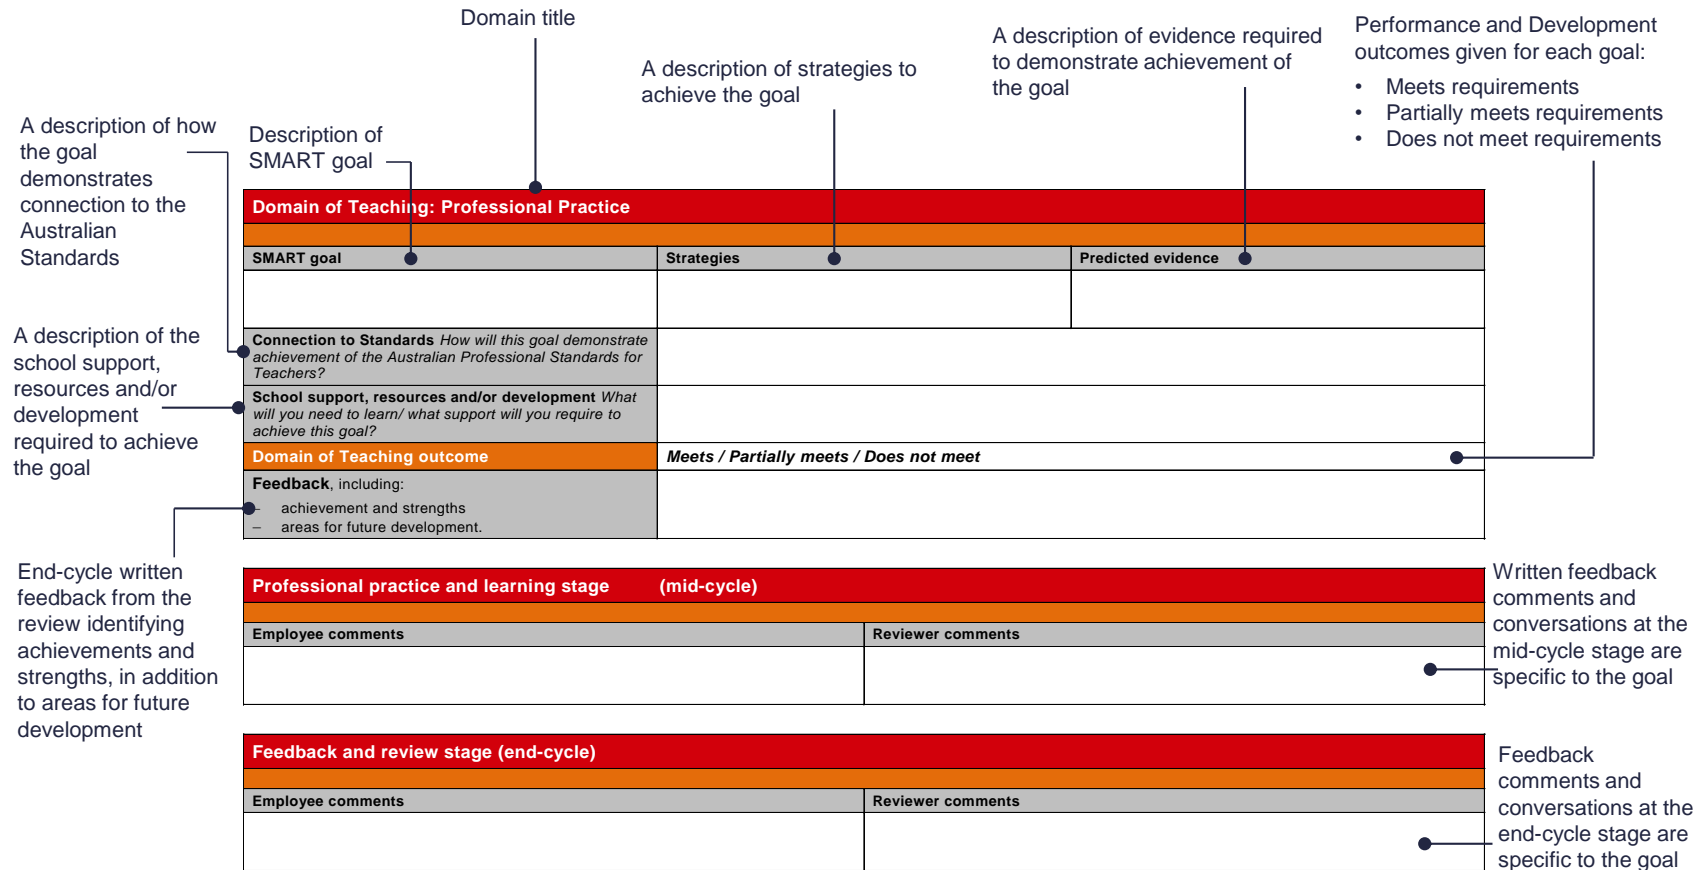 Domain title
A description of strategies to
achieve the goal
A description of evidence required
to demonstrate achievement of
the goal
Performance and Development
outcomes given for each goal:
• Meets requirements
• Partially meets requirements
• Does not meet requirements
A description of how
the goal
demonstrates
connection to the
Australian
Standards
Description of
SMART goal
Domain of Teaching: Professional Practice
SMART goal
Strategies
Predicted evidence
A description of the
school support,
resources and/or
development
required to achieve
the goal
Connection to Standards How will this goal demonstrate
achievement of the Australian Professional Standards for
Teachers?
School support, resources and/or development What
will you need to learn/ what support will you require to
achieve this goal?
Domain of Teaching outcome
Meets / Partially meets / Does not meet
Feedback, including:
– achievement and strengths
– areas for future development.
End-cycle written
feedback from the
review identifying
achievements and
strengths, in addition
to areas for future
development
Professional practice and learning stage (mid-cycle)
Employee comments
Reviewer comments
Written feedback
comments and
conversations at the
mid-cycle stage are
specific to the goal
Feedback and review stage (end-cycle)
Employee comments
Reviewer comments
Feedback
comments and
conversations at the
end-cycle stage are
specific to the goal